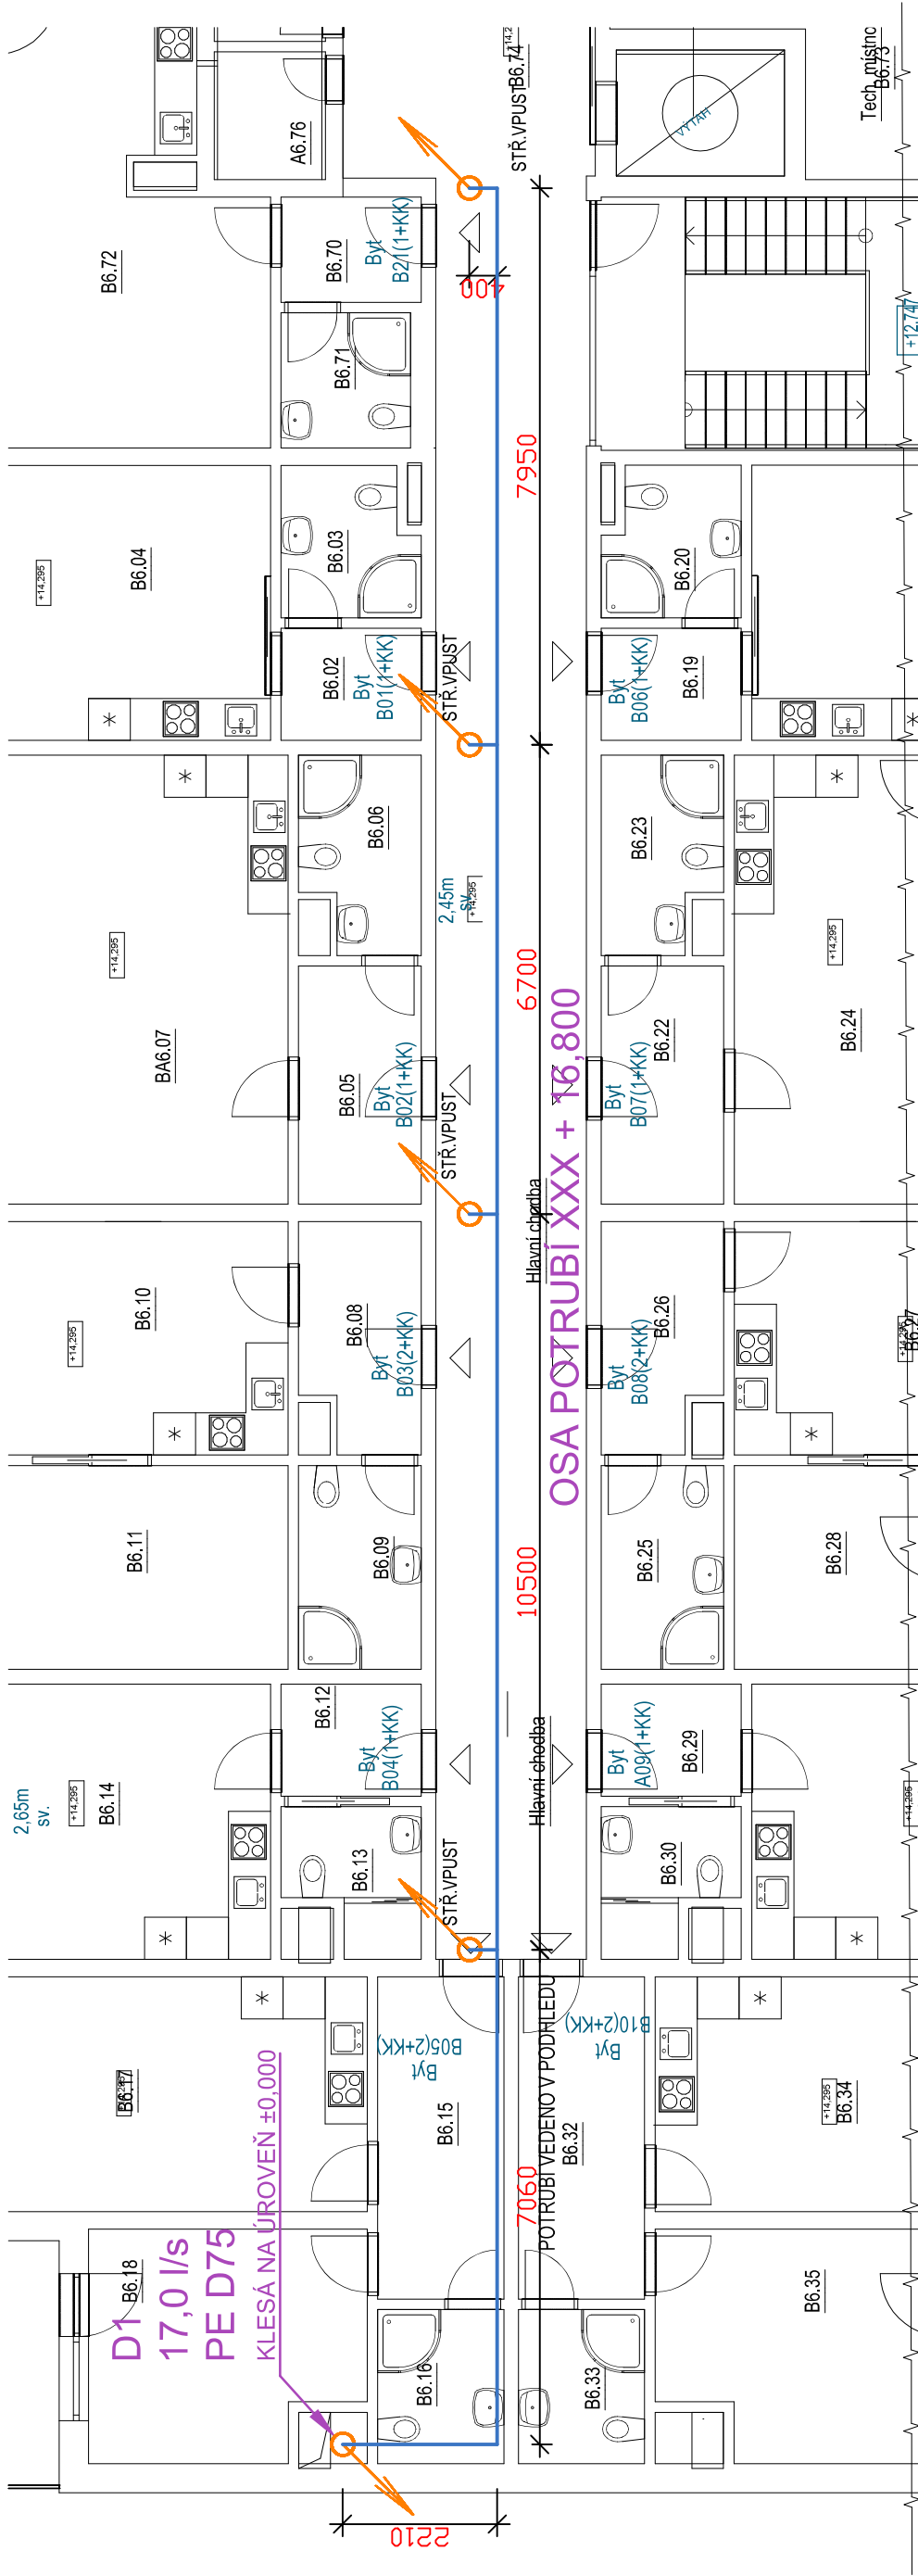 B6.74
STŘ.VPUST
Tech. místno
B6.73
VÝTAH
A6.76
B6.72
B6.70
Byt
B21(1+KK)
400
B6.71
+12,747
7950
B6.04
+14,295
B6.03
B6.20
B6.02
Byt
B01(1+KK)
STŘ.VPUST
Byt
B06(1+KK)
B6.19
B6.06
B6.23
2,45m
sv.
+14,295
+14,295
+14,295
6700
BA6.07
B6.05
Byt
B02(1+KK)
STŘ.VPUST
Byt
B07(1+KK)
B6.22
B6.24
OSA POTRUBÍ XXX + 16,800
Hlavní chodba
B6.10
+14,295
B6.08
Byt
B03(2+KK)
Byt
B08(2+KK)
B6.26
+14,295
B6.27
B6.11
B6.09
10500
B6.25
B6.28
B6.12
Byt
B04(1+KK)
Hlavní chodba
Byt
A09(1+KK)
B6.29
2,65m
sv.
+14,295
B6.14
+14,295
B6.13
STŘ.VPUST
B6.30
B6.17
Byt
B05(2+KK)
Byt
B10(2+KK)
B6.15
B6.32
+14,295
B6.34
7060
POTRUBÍ VEDENO V PODHLEDU
B6.18
D1
17,0 l/s
PE D75
KLESÁ NA ÚROVEŇ ±0,000
B6.35
B6.16
B6.33
2210